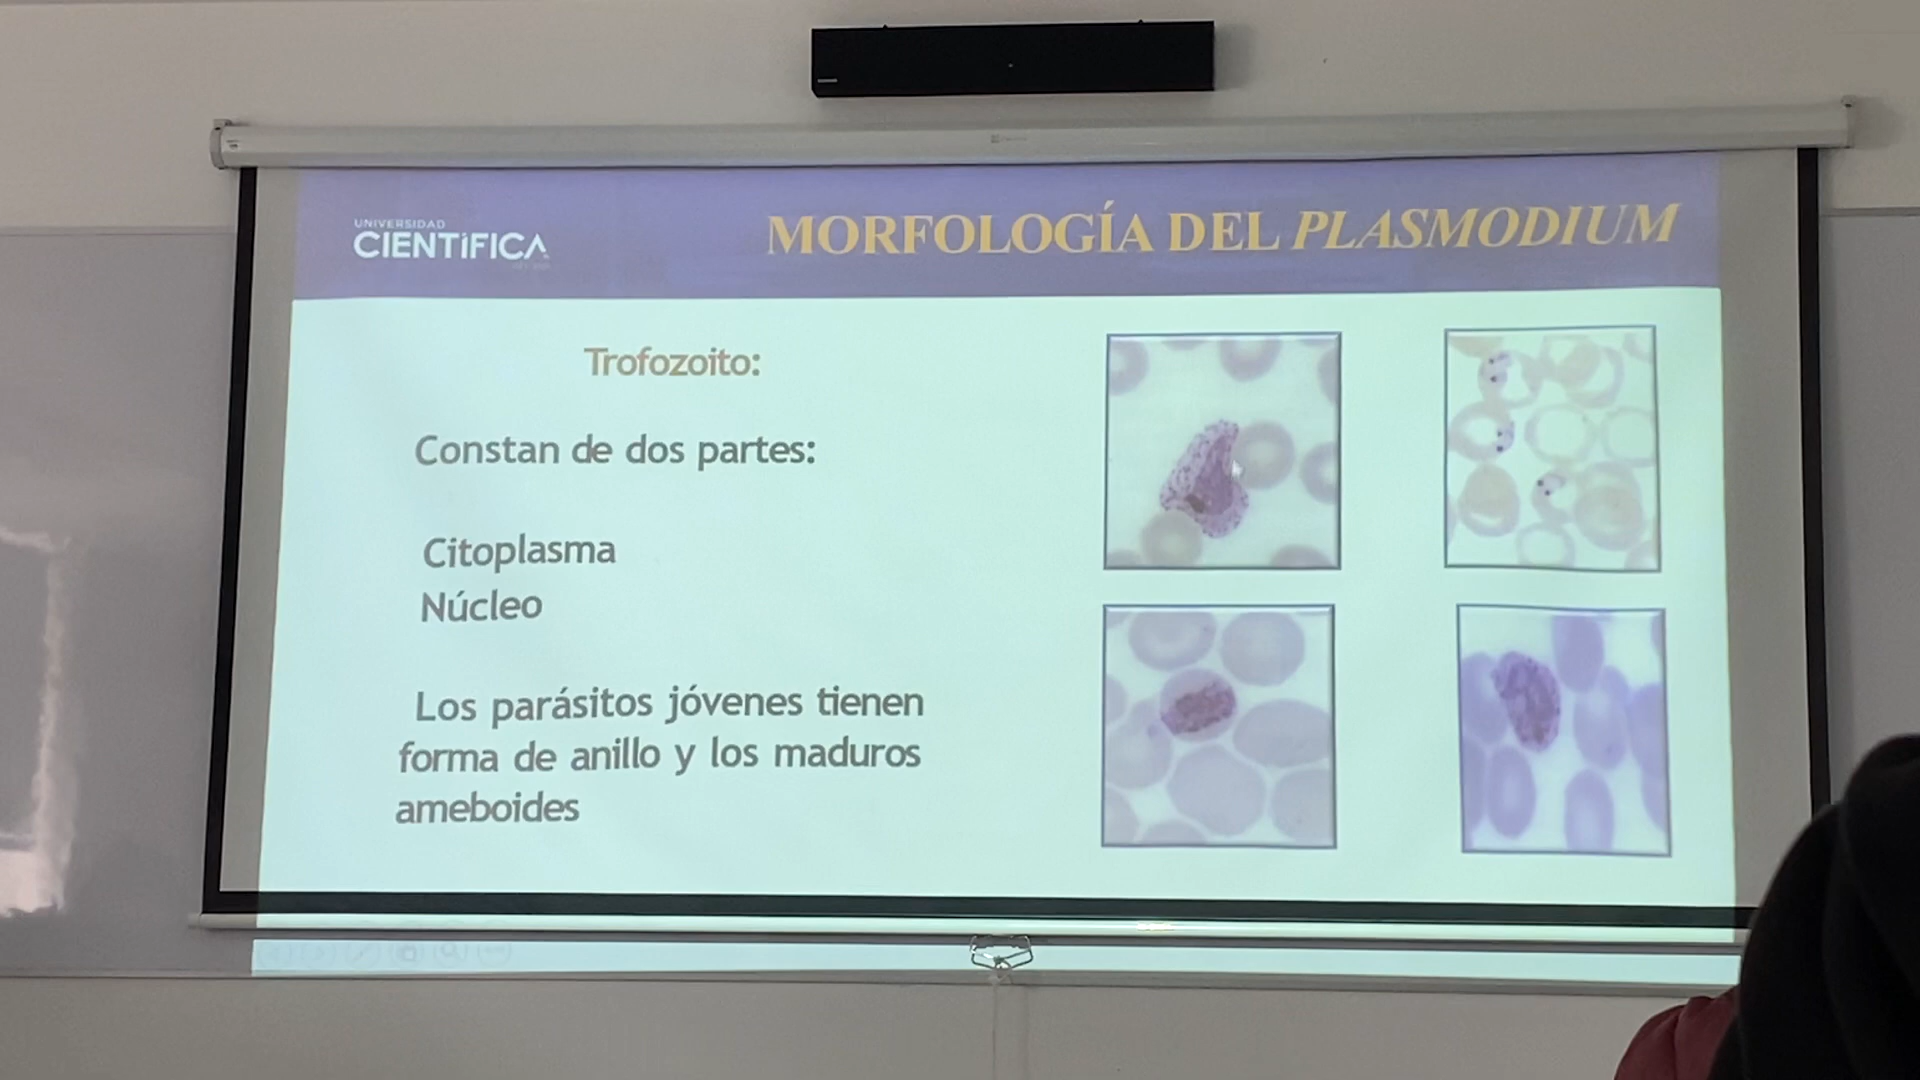 UNIVERSIDAD
CIENTÍFICA
MORFOLOGÍA DEL PLASMODIUM
Trofozoito:
Constan de dos partes:
Citoplasma
Núcleo
Los parásitos jóvenes tienen
forma de anillo y los maduros
ameboides